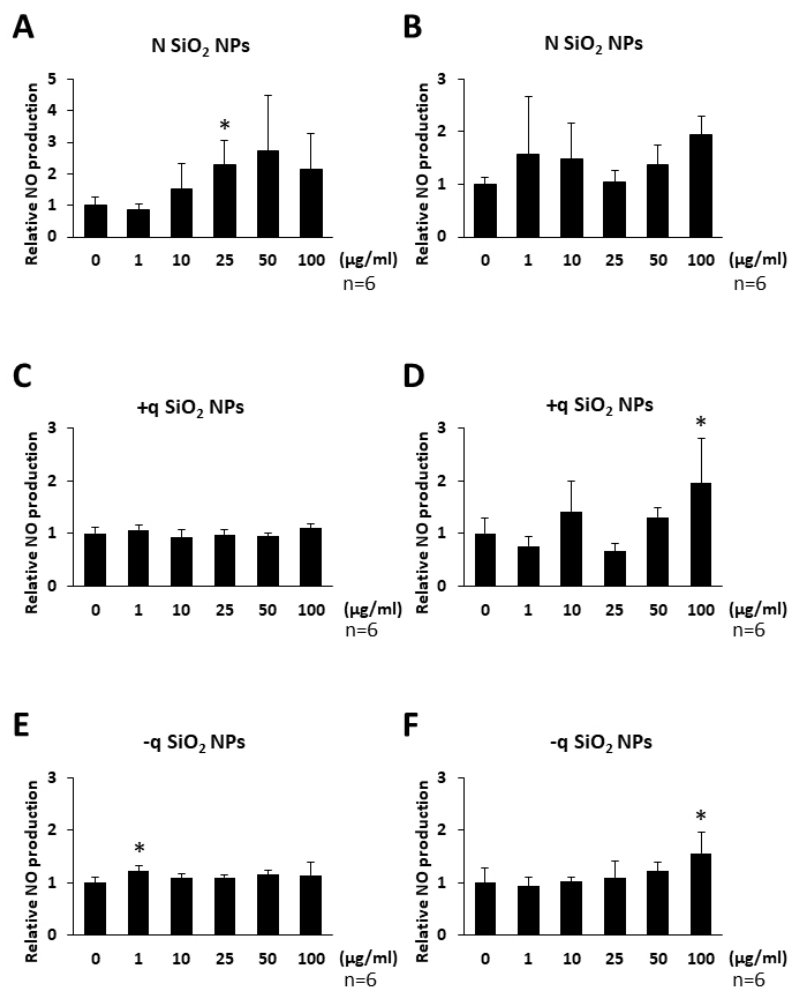 A
N SiO₂ NPs
Relative NO production
5
4
3
2
1
0
*
0 1 10 25 50 100 (μg/ml)
n=6
B
N SiO₂ NPs
Relative NO production
3
2
1
0
0 1 10 25 50 100 (μg/ml)
n=6
C
+q SiO₂ NPs
Relative NO production
3
2
1
0
0 1 10 25 50 100 (μg/ml)
n=6
D
+q SiO₂ NPs
Relative NO production
3
2
1
0
*
0 1 10 25 50 100 (μg/ml)
n=6
E
-q SiO₂ NPs
Relative NO production
3
2
1
0
*
0 1 10 25 50 100 (μg/ml)
n=6
F
-q SiO₂ NPs
Relative NO production
3
2
1
0
*
0 1 10 25 50 100 (μg/ml)
n=6